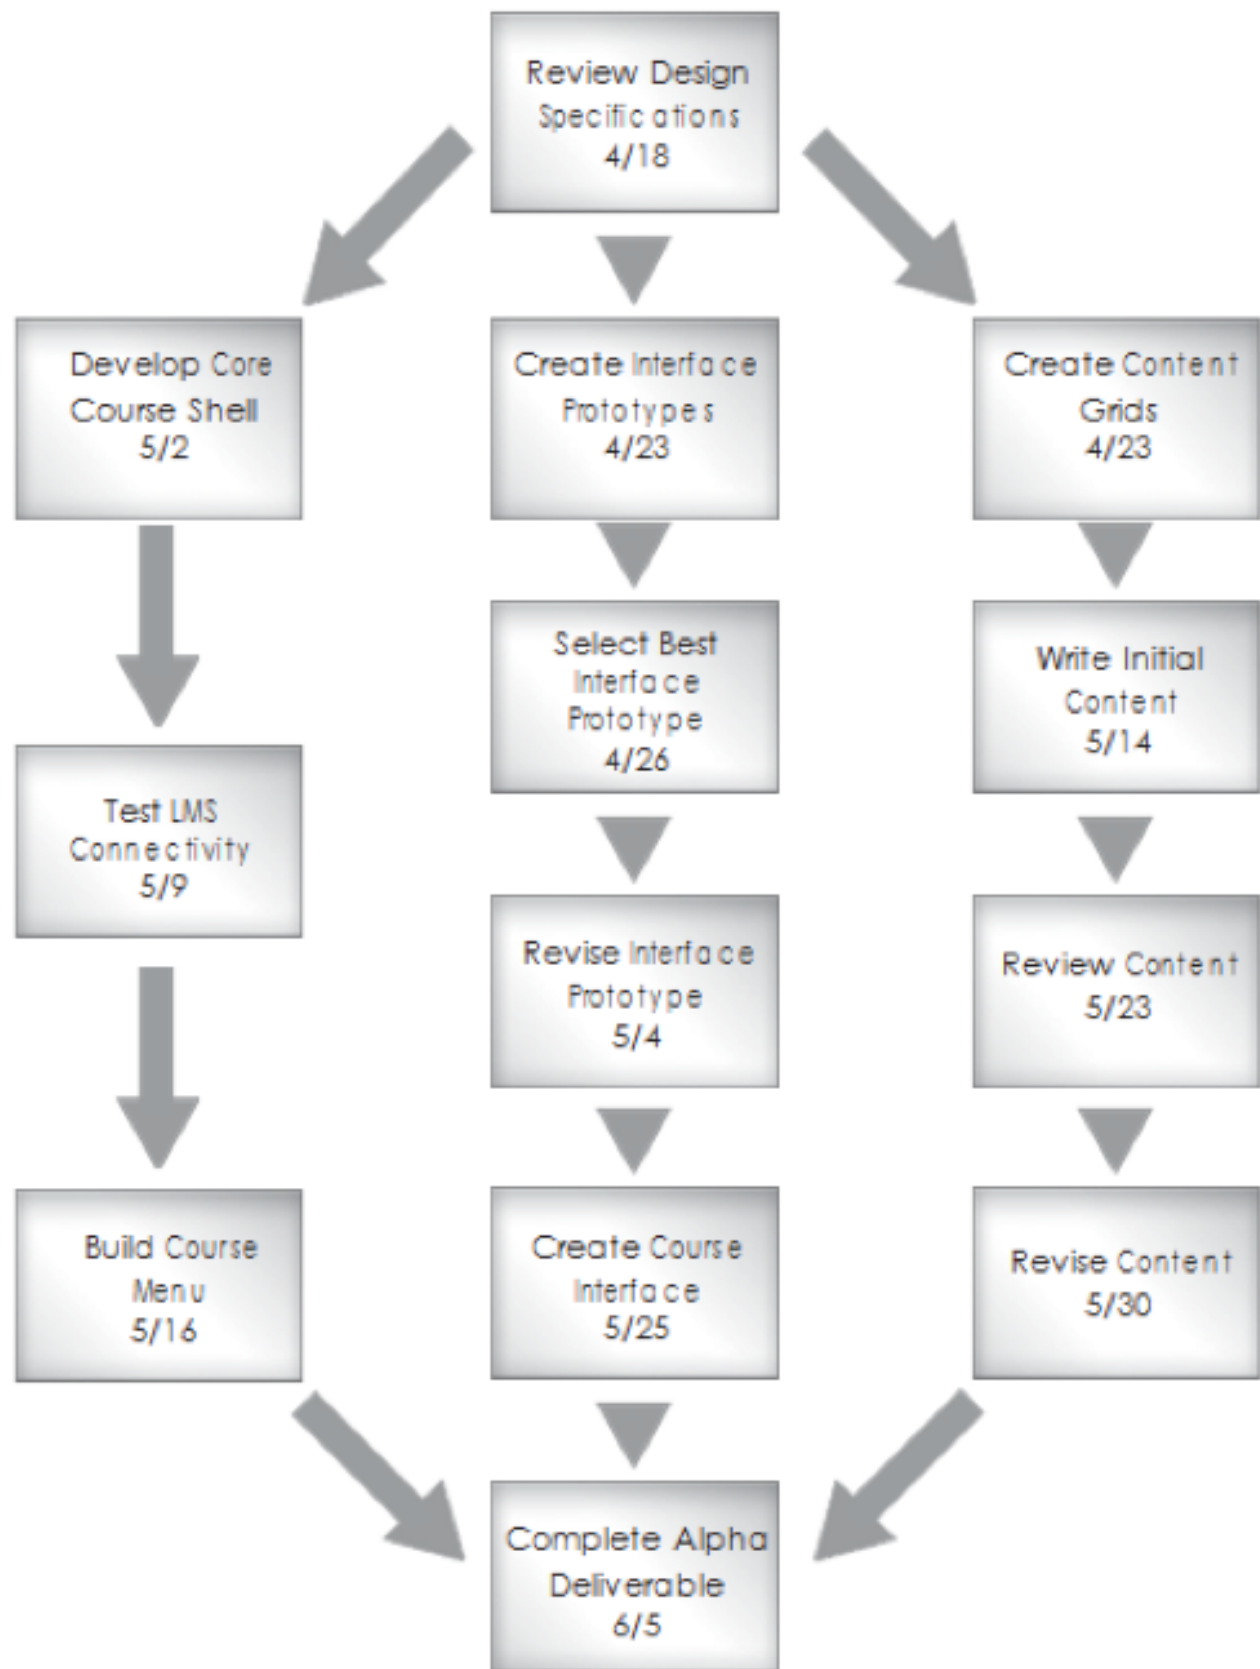 Review Design
Specifications
4/18
Develop Core
Course Shell
5/2
Create Interface
Prototypes
4/23
Create Content
Grids
4/23
Select Best
Interface
Prototype
4/26
Write Initial
Content
5/14
Test LMS
Connectivity
5/9
Revise Interface
Prototype
5/4
Review Content
5/23
Build Course
Menu
5/16
Create Course
Interface
5/25
Revise Content
5/30
Complete Alpha
Deliverable
6/5